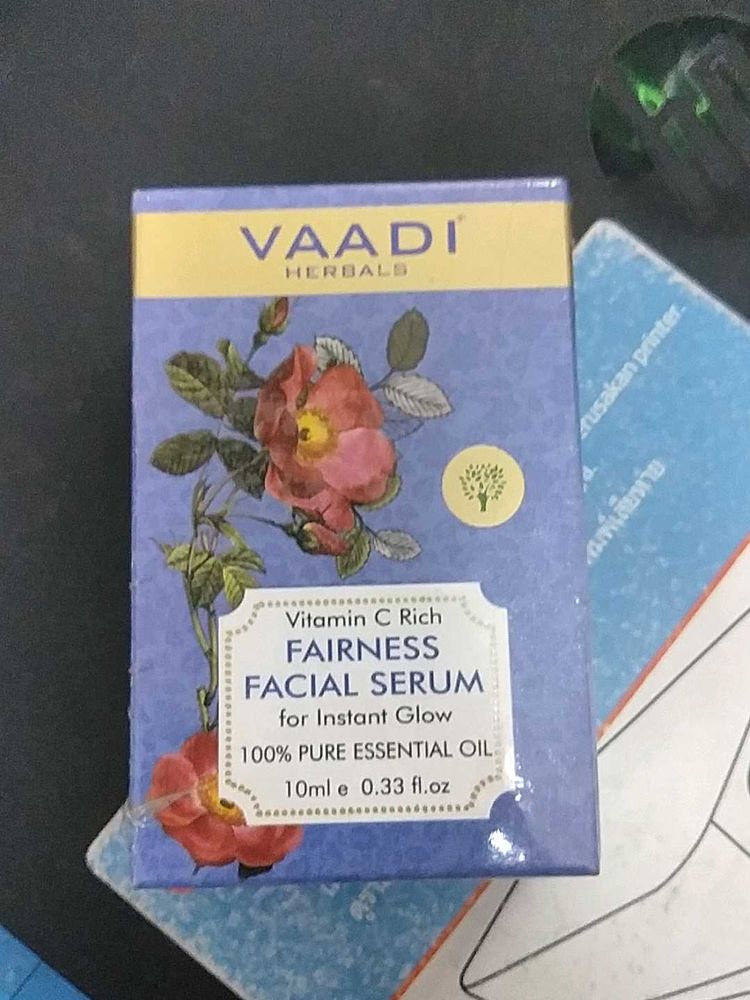 VAADI
HERBALS
Vitamin C Rich
FAIRNESS
FACIAL SERUM
for Instant Glow
100% PURE ESSENTIAL OIL
10ml e 0.33 fl.oz
printer.